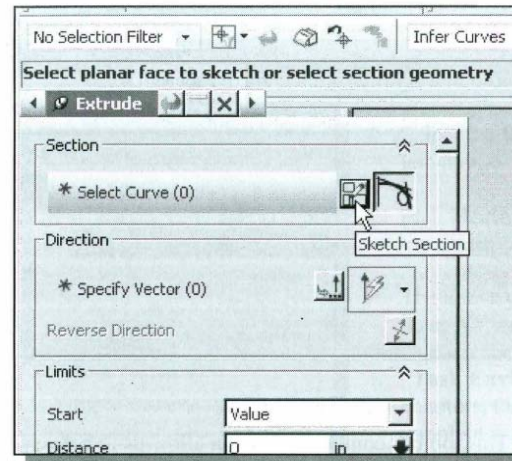 No Selection Filter Infer Curves
Select planar face to sketch or select section geometry
Extrude
Section
* Select Curve (0)
Sketch Section
Direction
* Specify Vector (0)
Reverse Direction
Limits
Start Value
Distance 0 in